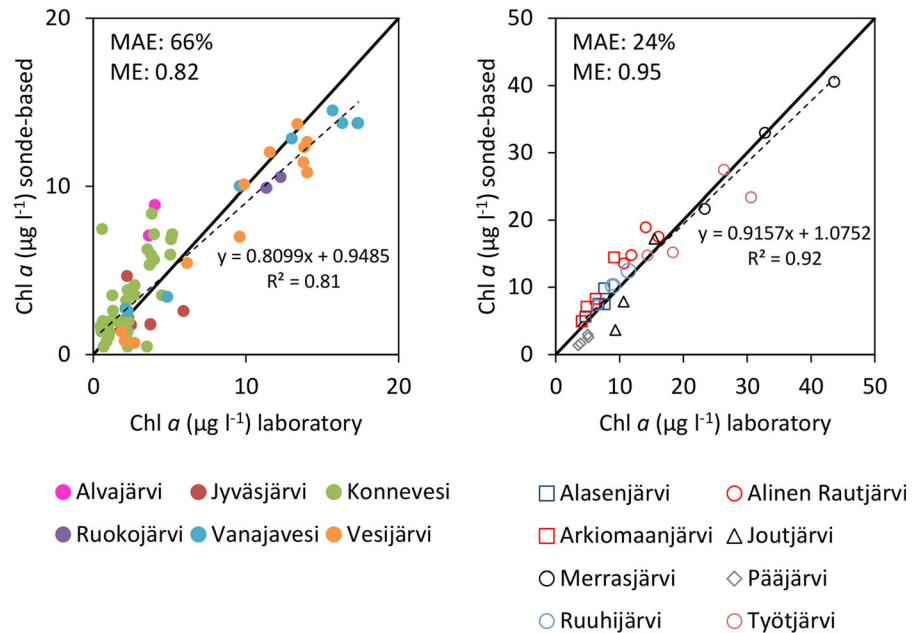 MAE: 66%
ME: 0.82
y = 0.8099x + 0.9485
R² = 0.81
20
10
0
0 10 20
Chl a (µg l⁻¹) sonde-based
Chl a (µg l⁻¹) laboratory
Alvajärvi Jyväsjärvi Konnevesi
Ruokojärvi Vanajavesi Vesijärvi
MAE: 24%
ME: 0.95
y = 0.9157x + 1.0752
R² = 0.92
50
40
30
20
10
0
0 10 20 30 40 50
Chl a (µg l⁻¹) sonde-based
Chl a (µg l⁻¹) laboratory
Alasenjärvi Alinen Rautjärvi
Arkiomaanjärvi Joutjärvi
Merrasjärvi Pääjärvi
Ruuhijärvi Työtjärvi